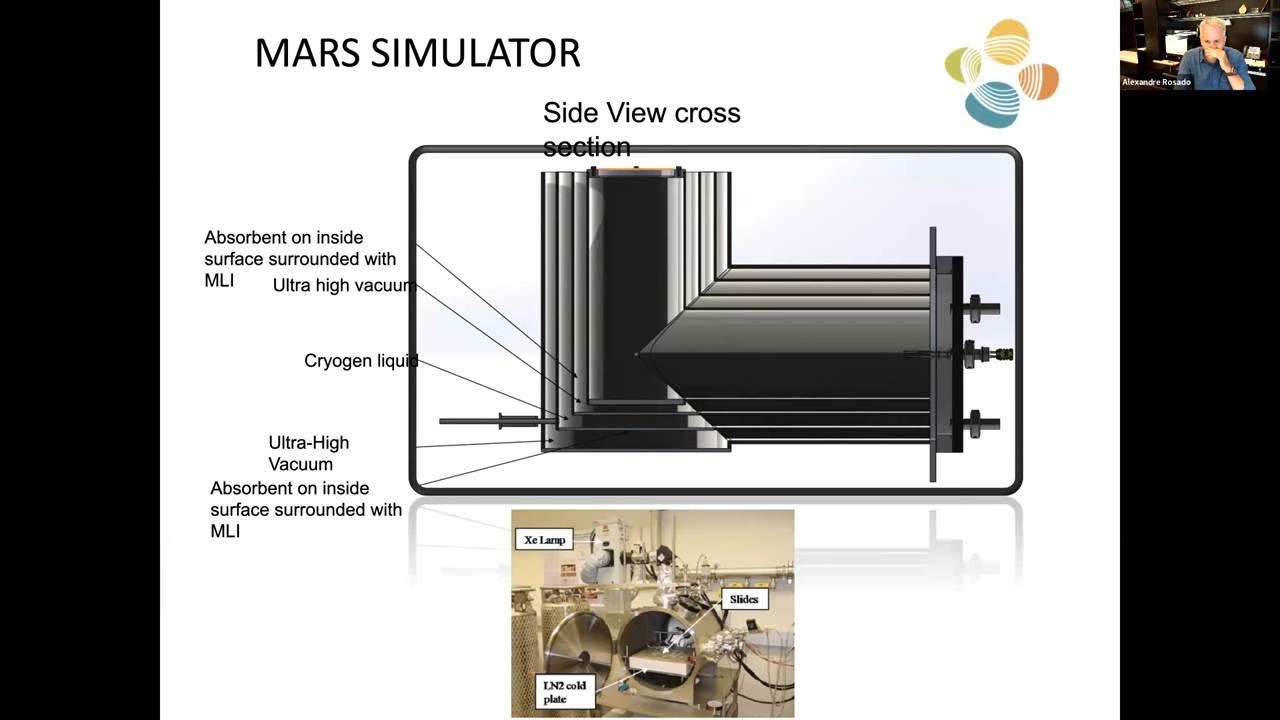 MARS SIMULATOR
Alexandre Rosado
Side View cross
section
Absorbent on inside
surface surrounded with
MLI
Ultra high vacuum
Cryogen liquid
Ultra-High
Vacuum
Absorbent on inside
surface surrounded with
MLI
Xe Lamp
Slides
LN2 cold
plate